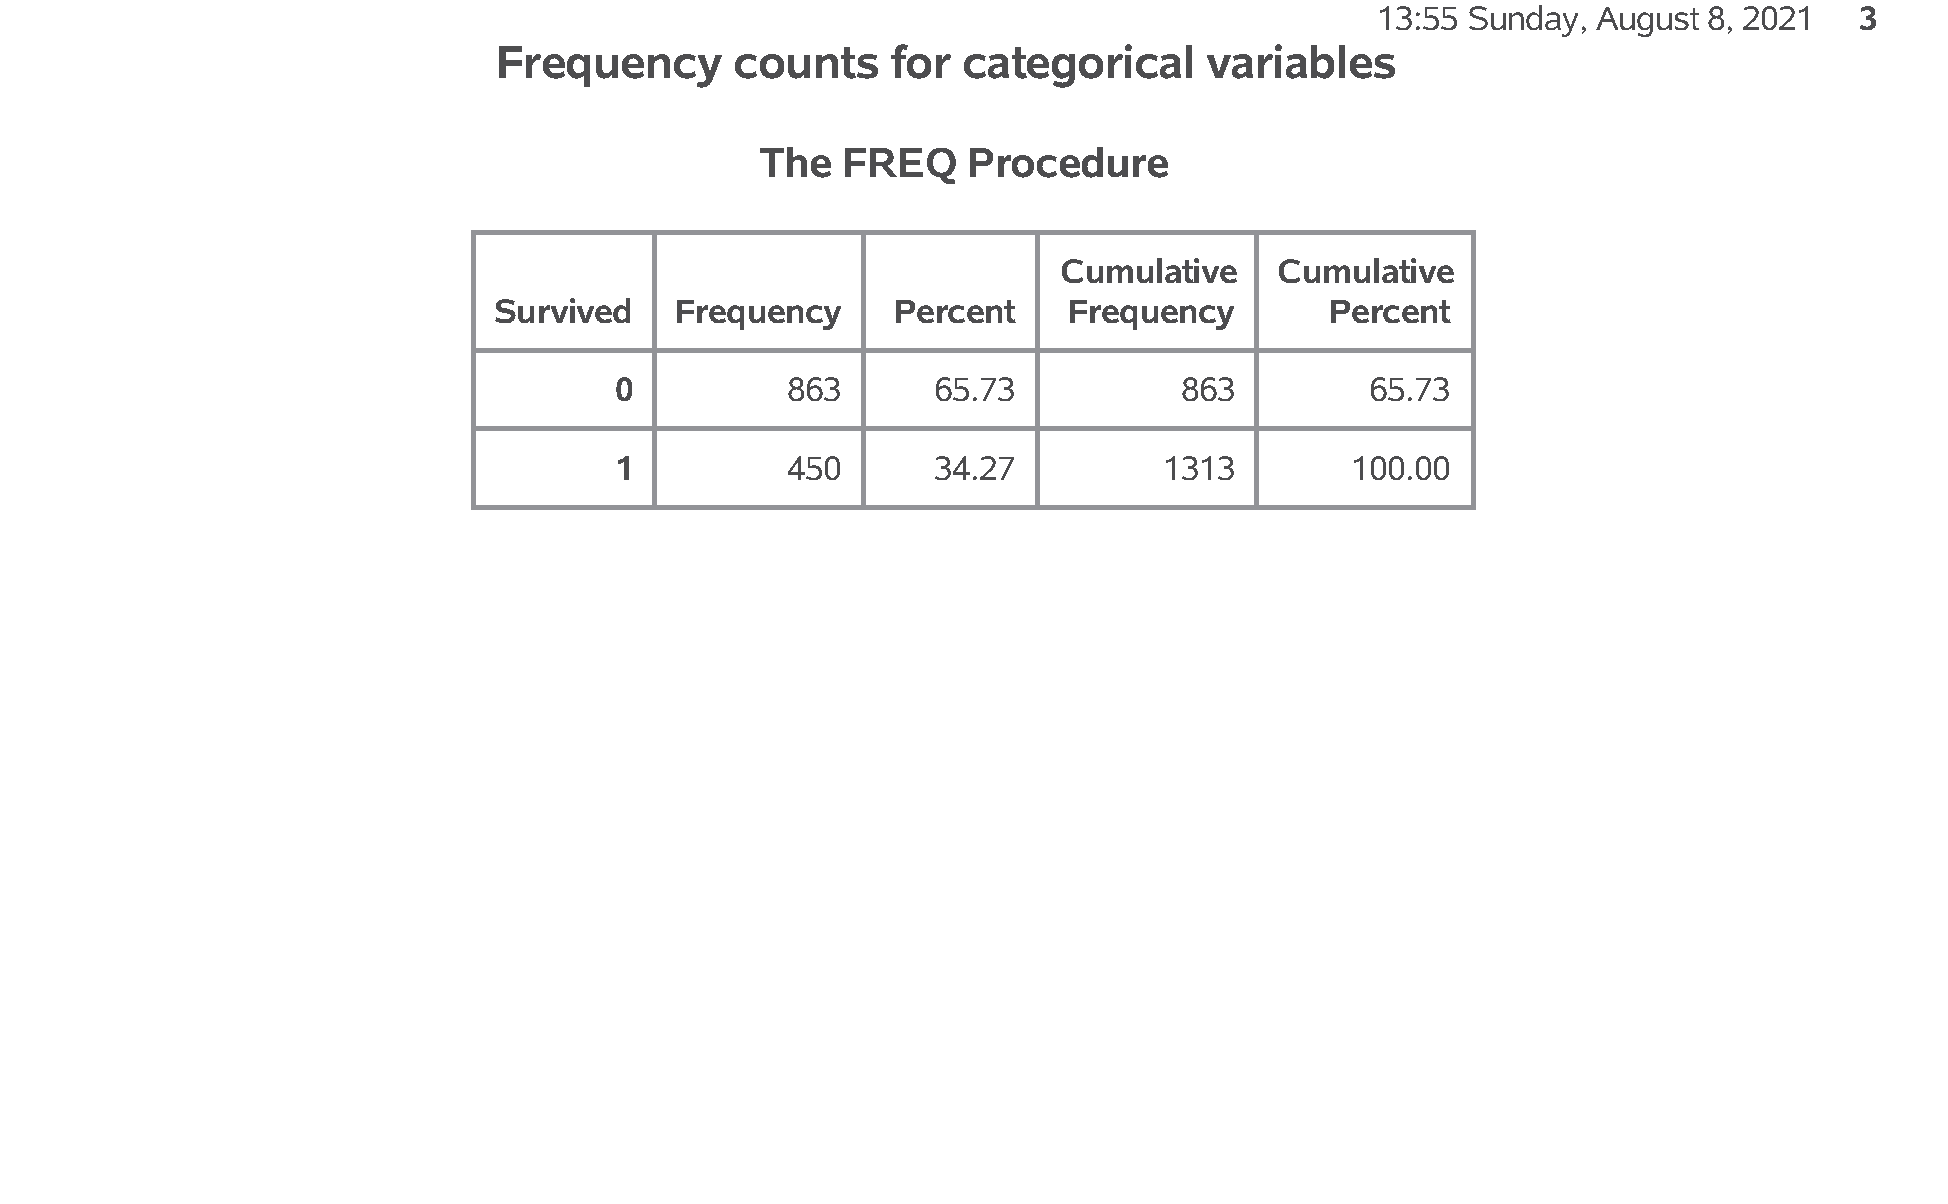 13:55 Sunday, August 8, 2021 3
Frequency counts for categorical variables
The FREQ Procedure
Survived Frequency Percent Cumulative Frequency Cumulative Percent
0 863 65.73 863 65.73
1 450 34.27 1313 100.00